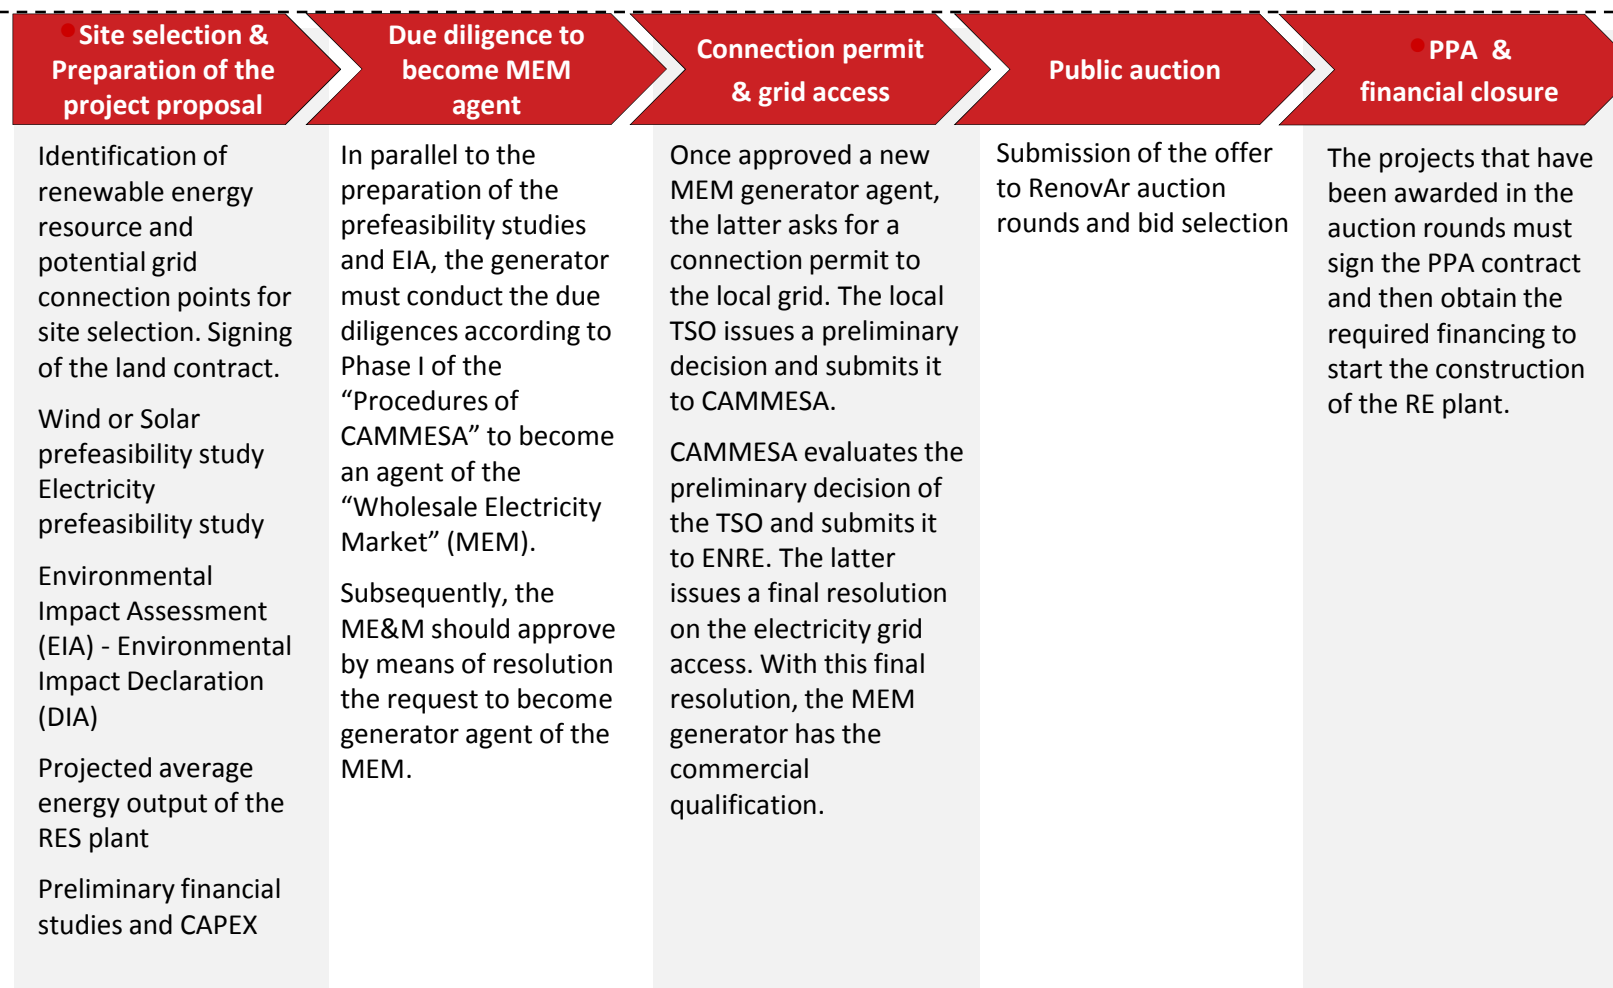 Site selection &
Preparation of the
project proposal
Due diligence to
become MEM
agent
Connection permit
& grid access
Public auction
PPA &
financial closure
Identification of
renewable energy
resource and
potential grid
connection points for
site selection. Signing
of the land contract.
Wind or Solar
prefeasibility study
Electricity
prefeasibility study
Environmental
Impact Assessment
(EIA) - Environmental
Impact Declaration
(DIA)
Projected average
energy output of the
RES plant
Preliminary financial
studies and CAPEX
In parallel to the
preparation of the
prefeasibility studies
and EIA, the generator
must conduct the due
diligences according to
Phase I of the
“Procedures of
CAMMESA” to become
an agent of the
“Wholesale Electricity
Market” (MEM).
Subsequently, the
ME&M should approve
by means of resolution
the request to become
generator agent of the
MEM.
Once approved a new
MEM generator agent,
the latter asks for a
connection permit to
the local grid. The local
TSO issues a preliminary
decision and submits it
to CAMMESA.
CAMMESA evaluates the
preliminary decision of
the TSO and submits it
to ENRE. The latter
issues a final resolution
on the electricity grid
access. With this final
resolution, the MEM
generator has the
commercial
qualification.
Submission of the offer
to RenovAr auction
rounds and bid selection
The projects that have
been awarded in the
auction rounds must
sign the PPA contract
and then obtain the
required financing to
start the construction
of the RE plant.